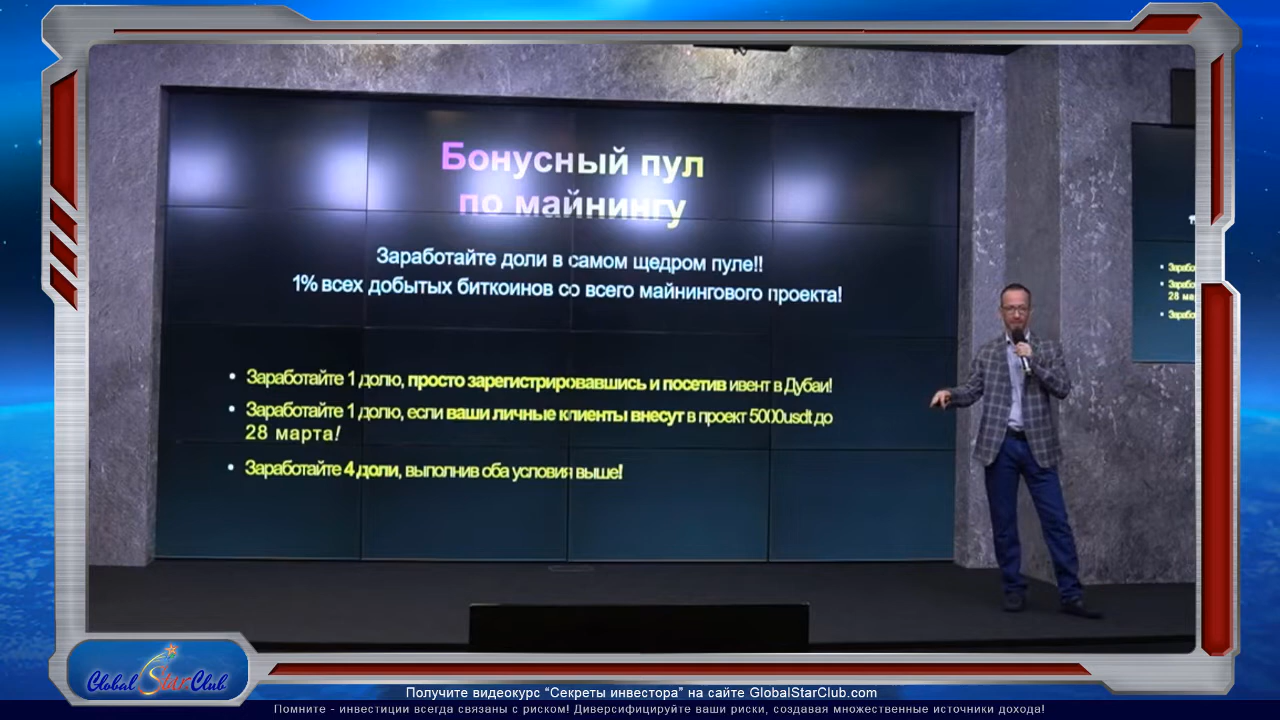 Бонусный пул
по майнингу
Заработайте доли в самом щедром пуле!!
1% всех добытых биткоинов со всего майнингового проекта!
• Заработайте 1 долю, просто зарегистрировавшись и посетив ивент в Дубаи!
• Заработайте 1 долю, если ваши личные клиенты внесут в проект 5000usdt до
28 марта!
• Заработайте 4 доли, выполнив оба условия выше!
28 ма
Global Star Club
Получите видеокурс “Секреты инвестора” на сайте GlobalStarClub.com
Помните - инвестиции всегда связаны с риском! Диверсифицируйте ваши риски, создавая множественные источники дохода!